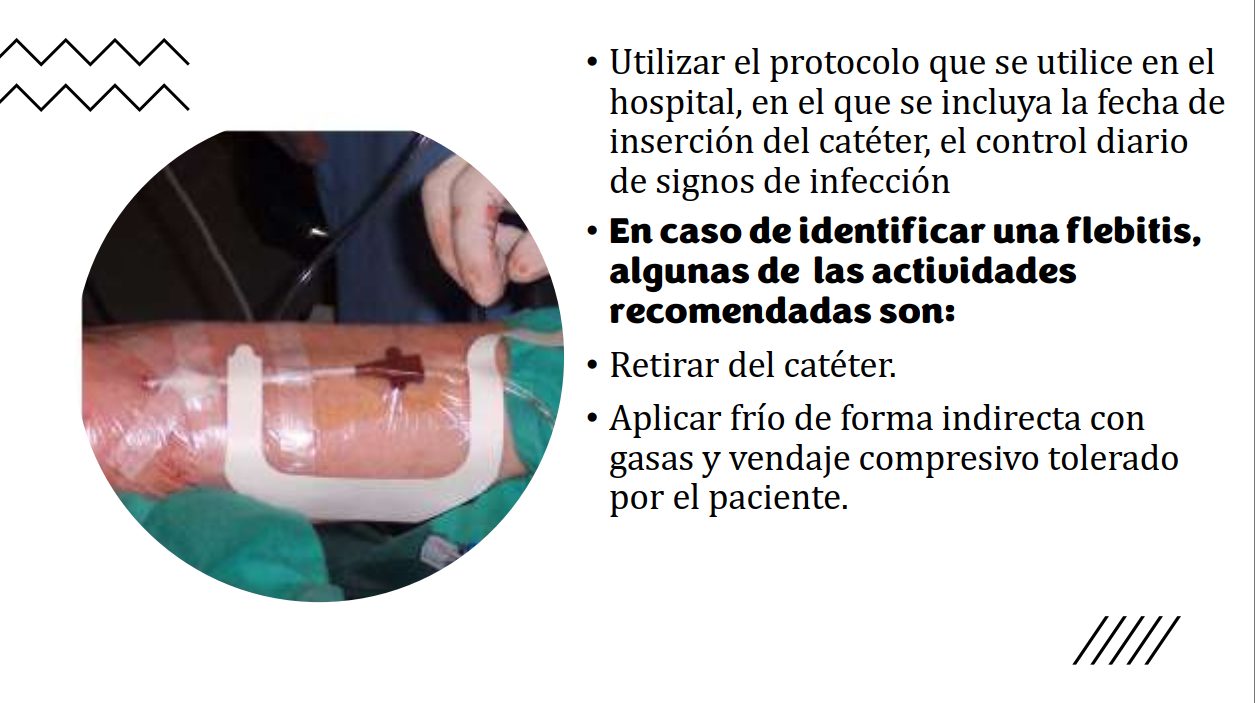 • Utilizar el protocolo que se utilice en el
hospital, en el que se incluya la fecha de
inserción del catéter, el control diario
de signos de infección
• En caso de identificar una flebitis,
algunas de  las actividades
recomendadas son:
• Retirar del catéter.
• Aplicar frío de forma indirecta con
gasas y vendaje compresivo tolerado
por el paciente.